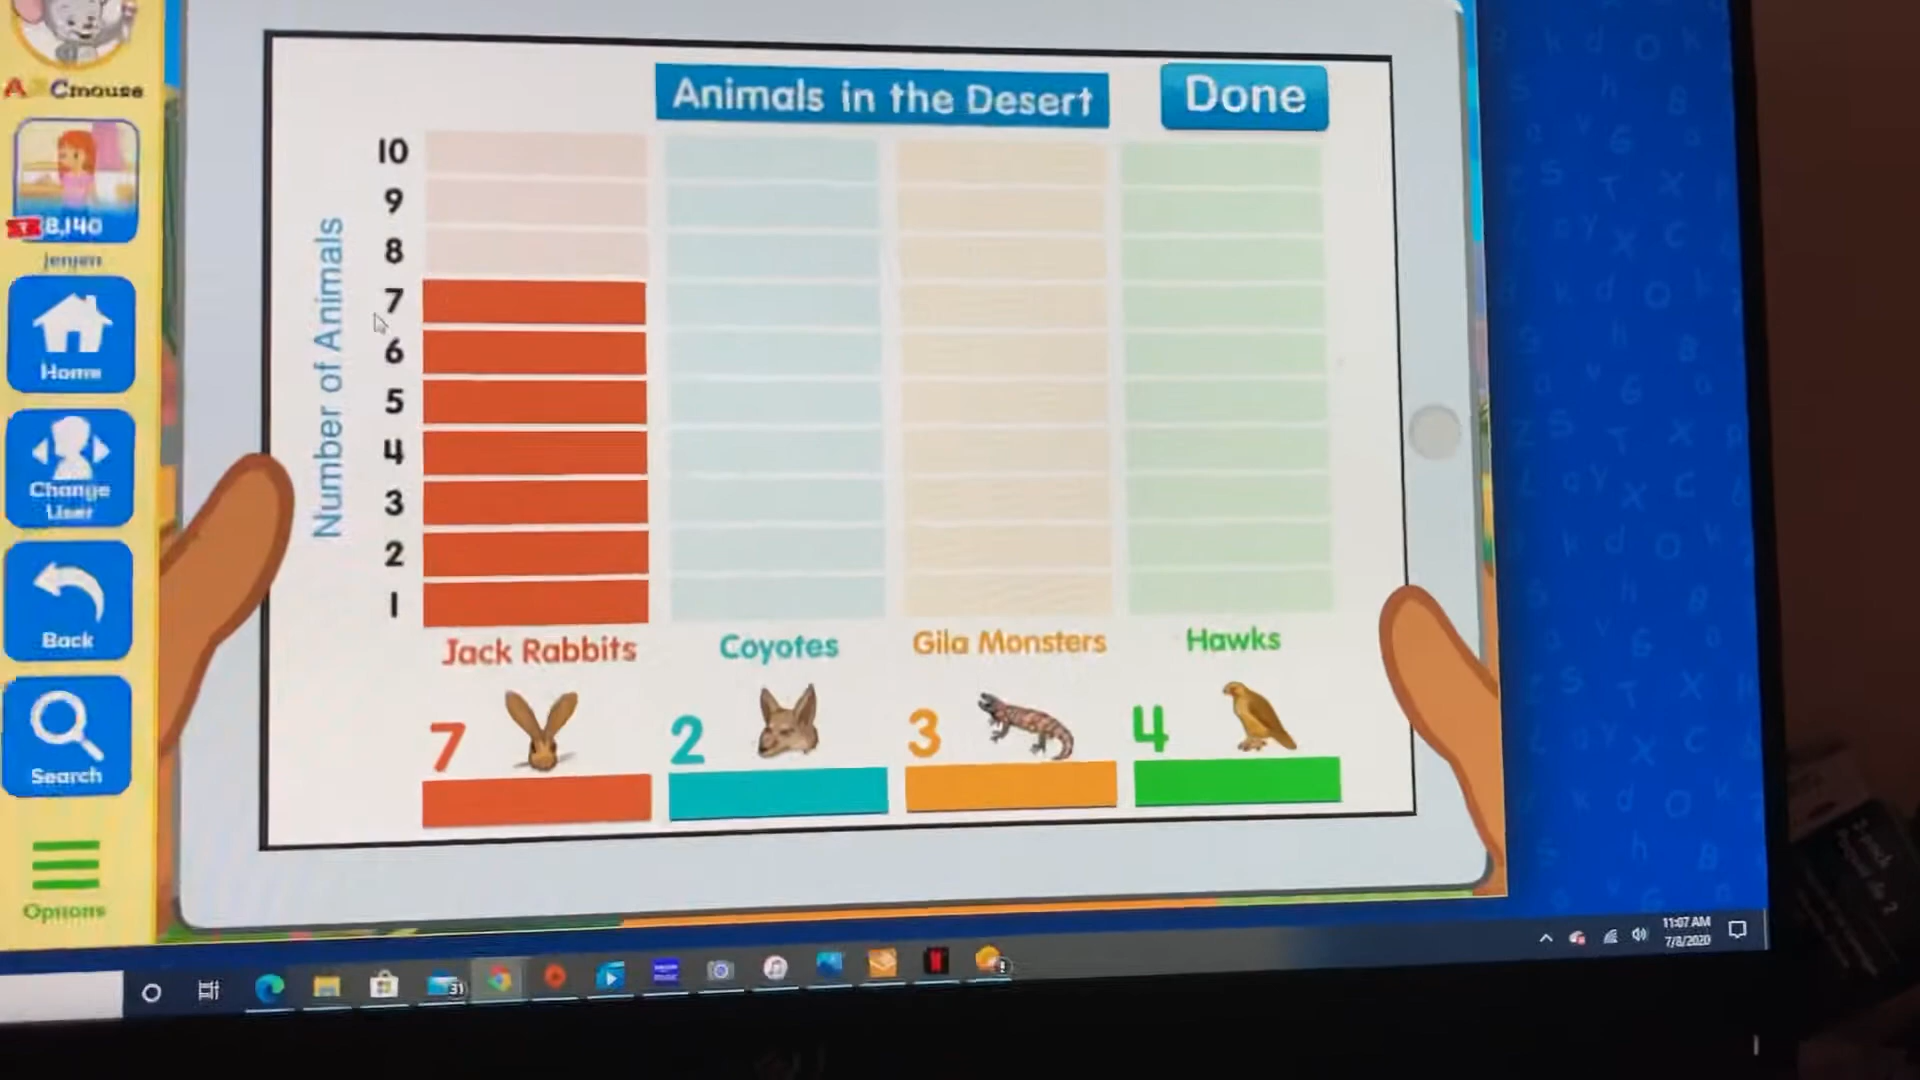 ABCmouse
8,140
jenjen
Home
Change
User
Back
Search
Options
Animals in the Desert
Done
Number of Animals
10
9
8
7
6
5
4
3
2
1
Jack Rabbits
Coyotes
Gila Monsters
Hawks
7
2
3
4
31
11:07 AM
7/8/2020